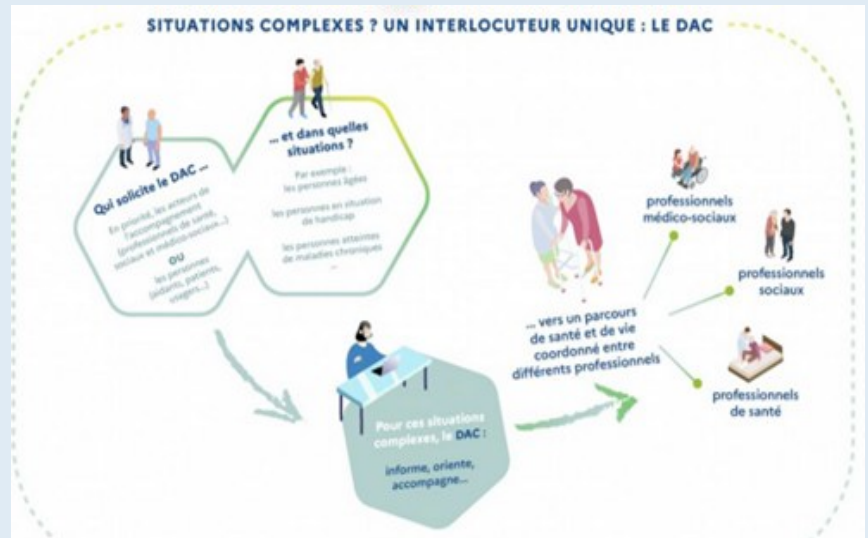 SITUATIONS COMPLEXES ? UN INTERLOCUTEUR UNIQUE : LE DAC
Qui solicite le DAC ...
En priorité, les acteurs de
l'accompagnement
(professionnels de santé,
sociaux et médico-sociaux...)
OU
les personnes
(aidants, patients,
usagers...)
... et dans quelles
situations ?
Par exemple :
les personnes âgées
les personnes en situation
de handicap
les personnes atteintes
de maladies chroniques
...
Pour ces situations
complexes, le DAC :
informe, oriente,
accompagne...
... vers un parcours
de santé et de vie
coordonné entre
différents professionnels
professionnels
médico-sociaux
professionnels
sociaux
professionnels
de santé